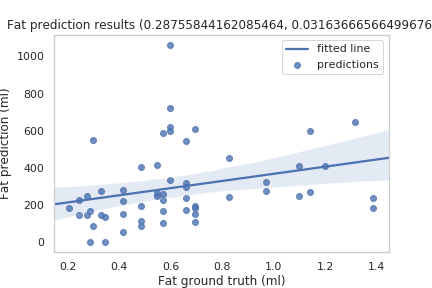 Fat prediction results (0.28755844162085464, 0.03163666566499676
1000
800
600
400
200
0
Fat prediction (ml)
fitted line
predictions
0.2 0.4 0.6 0.8 1.0 1.2 1.4
Fat ground truth (ml)